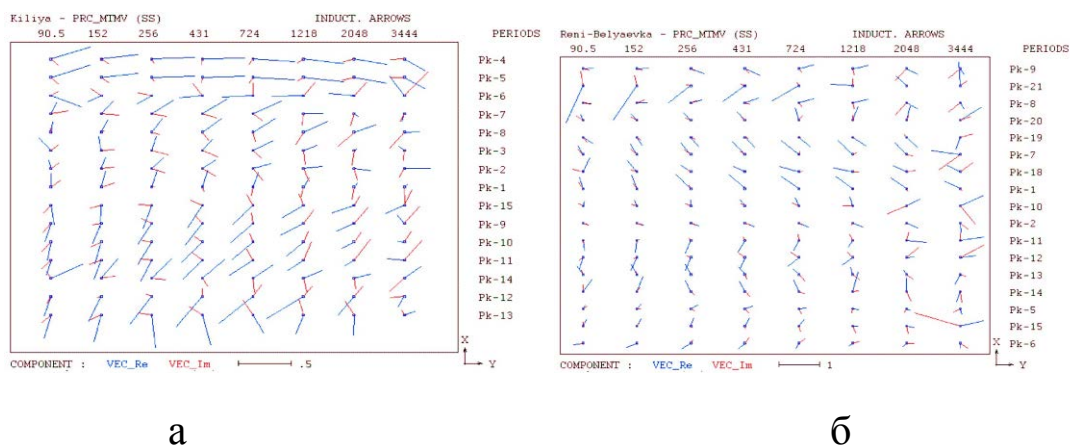 Kiliya - PRC_MTMV (SS) INDUCT. ARROWS
90.5 152 256 431 724 1218 2048 3444 PERIODS
Pk-4
Pk-5
Pk-6
Pk-7
Pk-8
Pk-3
Pk-2
Pk-1
Pk-15
Pk-9
Pk-10
Pk-11
Pk-14
Pk-12
Pk-13
X
Y
COMPONENT : VEC_Re VEC_Im .5
а
Reni-Belyaevka - PRC_MTMV (SS) INDUCT. ARROWS
90.5 152 256 431 724 1218 2048 3444 PERIODS
Pk-9
Pk-21
Pk-8
Pk-20
Pk-19
Pk-7
Pk-18
Pk-1
Pk-10
Pk-2
Pk-11
Pk-12
Pk-13
Pk-14
Pk-5
Pk-15
Pk-6
X
Y
COMPONENT : VEC_Re VEC_Im 1
б